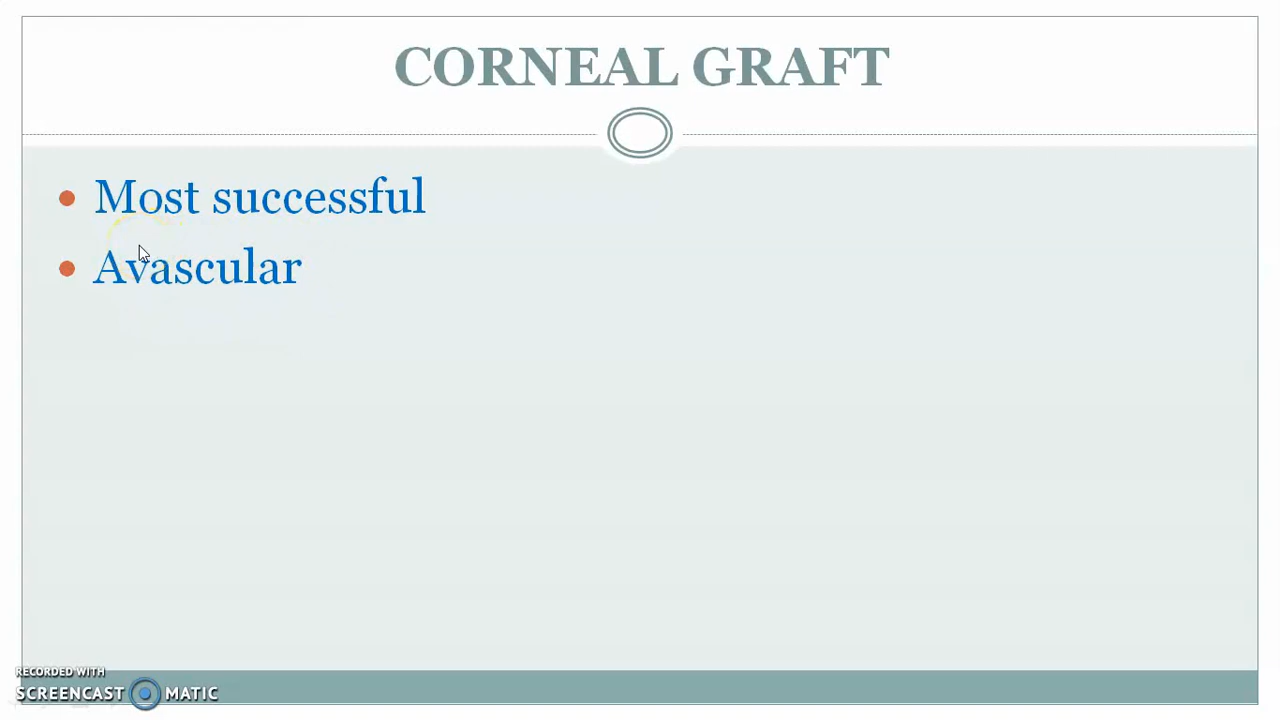 CORNEAL GRAFT
Most successful
Avascular
RECORDED WITH
SCREENCAST MATIC